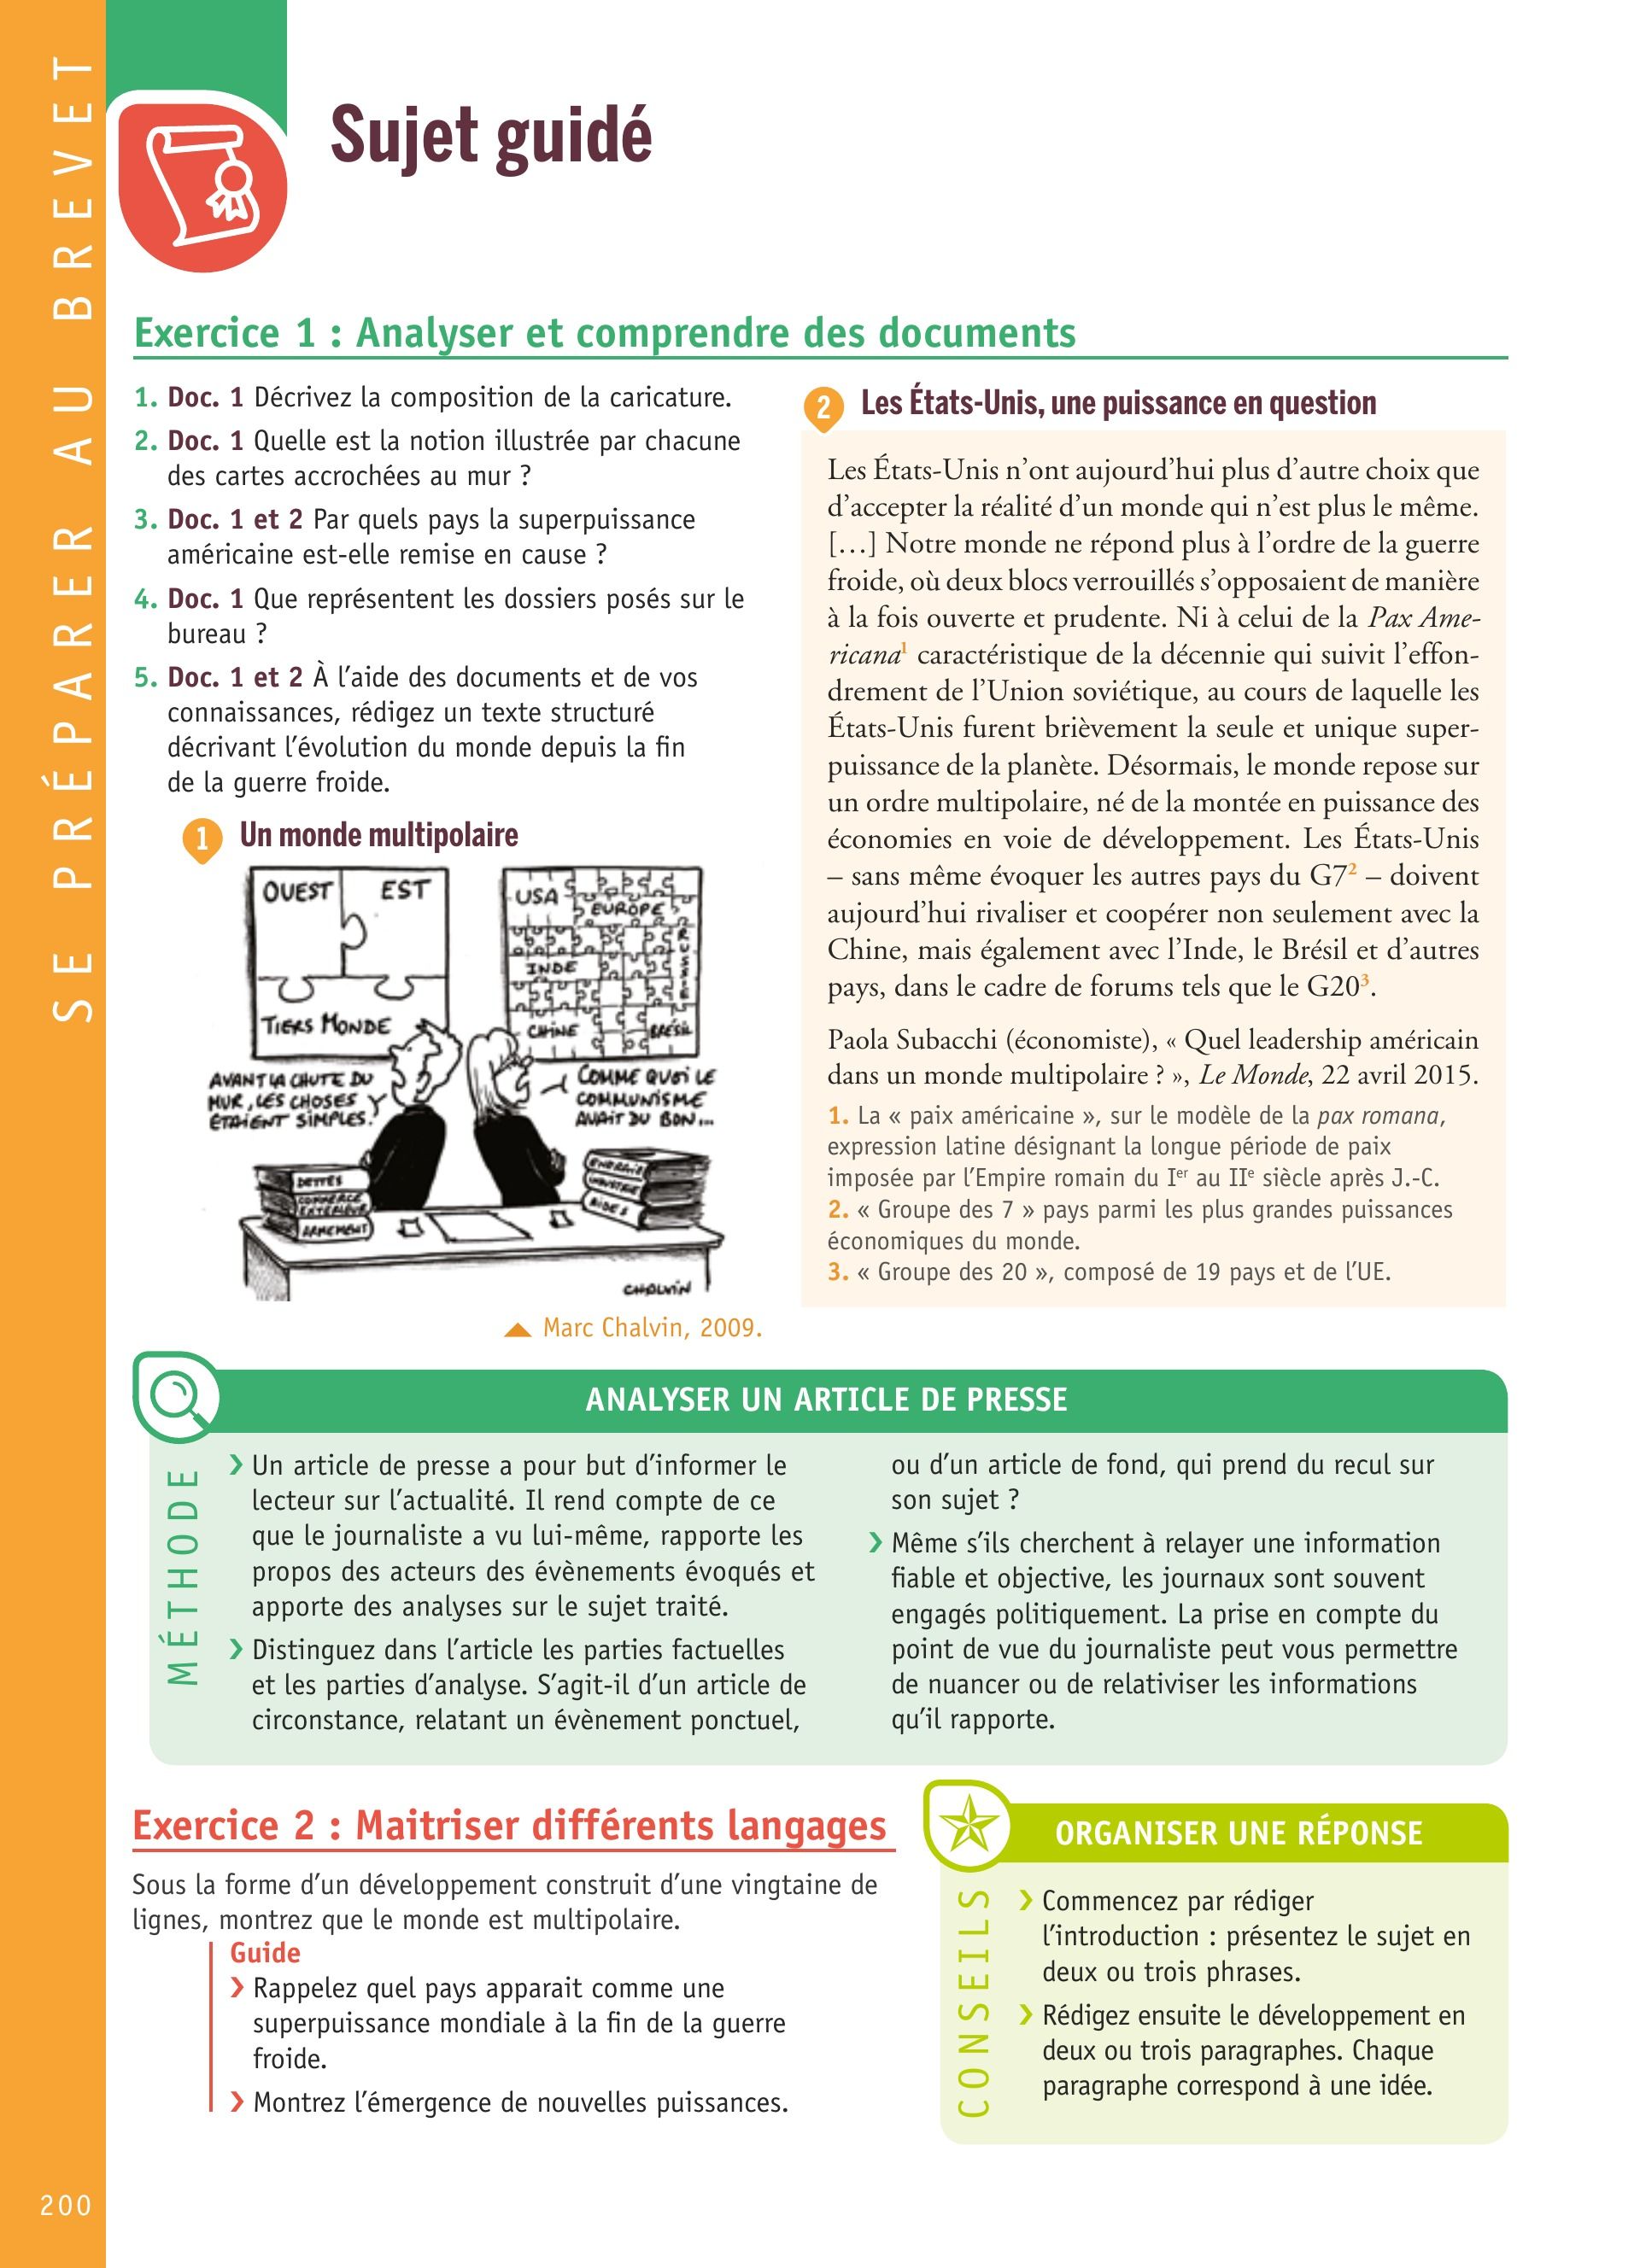 SE PRÉPARER AU BREVET
Sujet guidé
Exercice 1 : Analyser et comprendre des documents
1. Doc. 1 Décrivez la composition de la caricature.
2. Doc. 1 Quelle est la notion illustrée par chacune
des cartes accrochées au mur ?
3. Doc. 1 et 2 Par quels pays la superpuissance
américaine est-elle remise en cause ?
4. Doc. 1 Que représentent les dossiers posés sur le
bureau ?
5. Doc. 1 et 2 À l’aide des documents et de vos
connaissances, rédigez un texte structuré
décrivant l’évolution du monde depuis la fin
de la guerre froide.
1 Un monde multipolaire
OUEST EST
TIERS MONDE
USA
EUROPE
RUSSIE
INDE
CHINE BRÉSIL
AVANT LA CHUTE DU
MUR, LES CHOSES
ÉTAIENT SIMPLES.
COMME QUOI LE
COMMUNISME
AVAIT DU BON...
DETTES
COMMERCE
EXTÉRIEUR
ARMEMENT
ENERGIE
INDUSTRIE
AIDES
CHALVIN
Marc Chalvin, 2009.
2 Les États-Unis, une puissance en question
Les États-Unis n’ont aujourd’hui plus d’autre choix que
d’accepter la réalité d’un monde qui n’est plus le même.
[…] Notre monde ne répond plus à l’ordre de la guerre
froide, où deux blocs verrouillés s’opposaient de manière
à la fois ouverte et prudente. Ni à celui de la Pax Ame-
ricana1 caractéristique de la décennie qui suivit l’effon-
drement de l’Union soviétique, au cours de laquelle les
États-Unis furent brièvement la seule et unique super-
puissance de la planète. Désormais, le monde repose sur
un ordre multipolaire, né de la montée en puissance des
économies en voie de développement. Les États-Unis
– sans même évoquer les autres pays du G72 – doivent
aujourd’hui rivaliser et coopérer non seulement avec la
Chine, mais également avec l’Inde, le Brésil et d’autres
pays, dans le cadre de forums tels que le G203.
Paola Subacchi (économiste), « Quel leadership américain
dans un monde multipolaire ? », Le Monde, 22 avril 2015.
1. La « paix américaine », sur le modèle de la pax romana,
expression latine désignant la longue période de paix
imposée par l’Empire romain du Ier au IIe siècle après J.-C.
2. « Groupe des 7 » pays parmi les plus grandes puissances
économiques du monde.
3. « Groupe des 20 », composé de 19 pays et de l’UE.
MÉTHODE
ANALYSER UN ARTICLE DE PRESSE
❯ Un article de presse a pour but d’informer le
lecteur sur l’actualité. Il rend compte de ce
que le journaliste a vu lui-même, rapporte les
propos des acteurs des évènements évoqués et
apporte des analyses sur le sujet traité.
❯ Distinguez dans l’article les parties factuelles
et les parties d’analyse. S’agit-il d’un article de
circonstance, relatant un évènement ponctuel,
ou d’un article de fond, qui prend du recul sur
son sujet ?
❯ Même s’ils cherchent à relayer une information
fiable et objective, les journaux sont souvent
engagés politiquement. La prise en compte du
point de vue du journaliste peut vous permettre
de nuancer ou de relativiser les informations
qu’il rapporte.
Exercice 2 : Maitriser différents langages
Sous la forme d’un développement construit d’une vingtaine de
lignes, montrez que le monde est multipolaire.
Guide
❯ Rappelez quel pays apparait comme une
superpuissance mondiale à la fin de la guerre
froide.
❯ Montrez l’émergence de nouvelles puissances.
CONSEILS
ORGANISER UNE RÉPONSE
❯ Commencez par rédiger
l’introduction : présentez le sujet en
deux ou trois phrases.
❯ Rédigez ensuite le développement en
deux ou trois paragraphes. Chaque
paragraphe correspond à une idée.
200